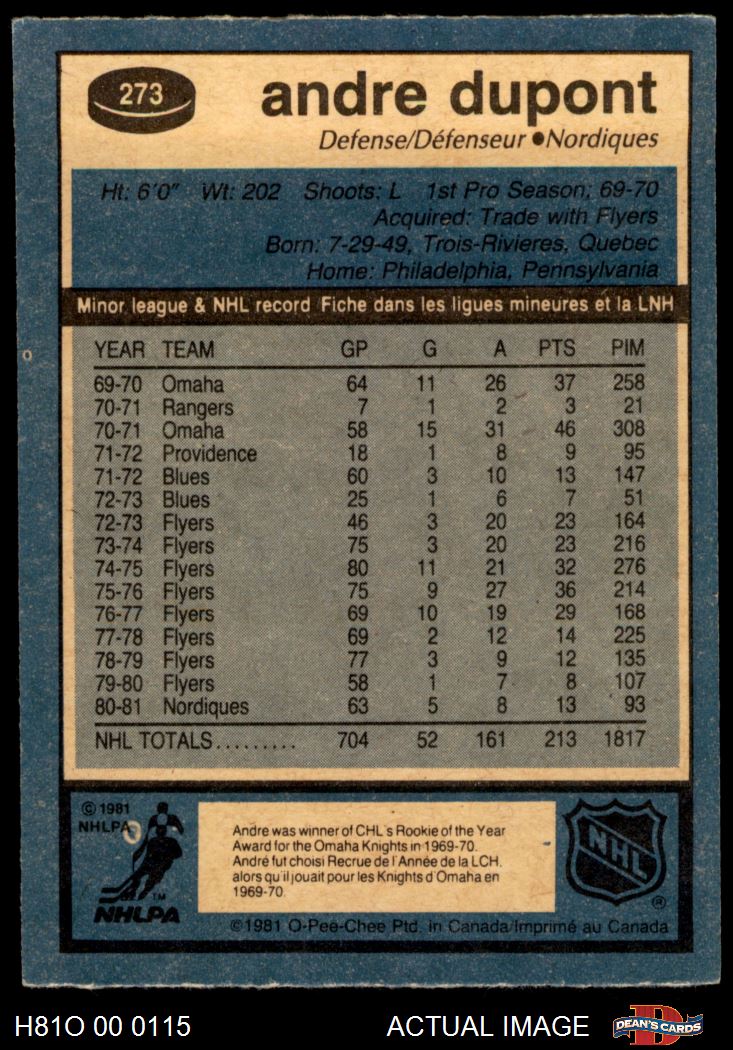 273
andre dupont
Defense/Défenseur ●Nordiques
Ht: 6'0" Wt: 202 Shoots: L 1st Pro Season: 69-70
Acquired: Trade with Flyers
Born: 7-29-49, Trois-Rivieres, Quebec
Home: Philadelphia, Pennsylvania
Minor league & NHL record Fiche dans les ligues mineures et la LNH
YEAR TEAM GP G A PTS PIM
69-70 Omaha 64 11 26 37 258
70-71 Rangers 7 1 2 3 21
70-71 Omaha 58 15 31 46 308
71-72 Providence 18 1 8 9 95
71-72 Blues 60 3 10 13 147
72-73 Blues 25 1 6 7 51
72-73 Flyers 46 3 20 23 164
73-74 Flyers 75 3 20 23 216
74-75 Flyers 80 11 21 32 276
75-76 Flyers 75 9 27 36 214
76-77 Flyers 69 10 19 29 168
77-78 Flyers 69 2 12 14 225
78-79 Flyers 77 3 9 12 135
79-80 Flyers 58 1 7 8 107
80-81 Nordiques 63 5 8 13 93
NHL TOTALS......... 704 52 161 213 1817
© 1981
NHLPA
TM
NHLPA
Andre was winner of CHL's Rookie of the Year
Award for the Omaha Knights in 1969-70.
André fut choisi Recrue de l'Année de la LCH,
alors qu'il jouait pour les Knights d'Omaha en
1969-70.
NHL
®
©1981 O-Pee-Chee Ptd. in Canada/Imprimé au Canada
H81O 00 0115
ACTUAL IMAGE
D
DEAN'S CARDS